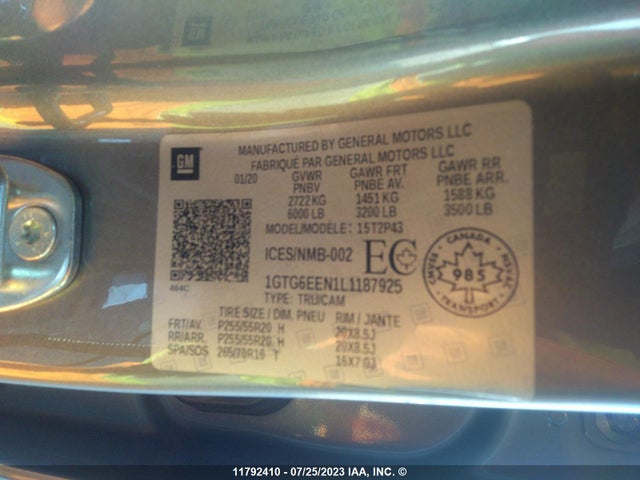 GM
MANUFACTURED BY GENERAL MOTORS LLC
FABRIQUE PAR GENERAL MOTORS LLC
01/20 GVWR GAWR FRT GAWR RR
PNBV PNBE AV. PNBE ARR.
2722 KG 1451 KG 1588 KG
6000 LB 3200 LB 3500 LB
MODEL/MODELE: 15T2P43
ICES/NMB-002 EC
CANADA
CMVSS 985 NSVAC
464C
1GTG6EEN1L1187925
TYPE: TRU/CAM
TIRE SIZE / DIM. PNEU RIM / JANTE
FRT/AV. P255/55R20 H 20X8.5J
RR/ARR. P255/55R20 H 20X8.5J
SPA/SDS 265/70R16 T 16X7.0J
11792410 - 07/25/2023 IAA, INC. ©